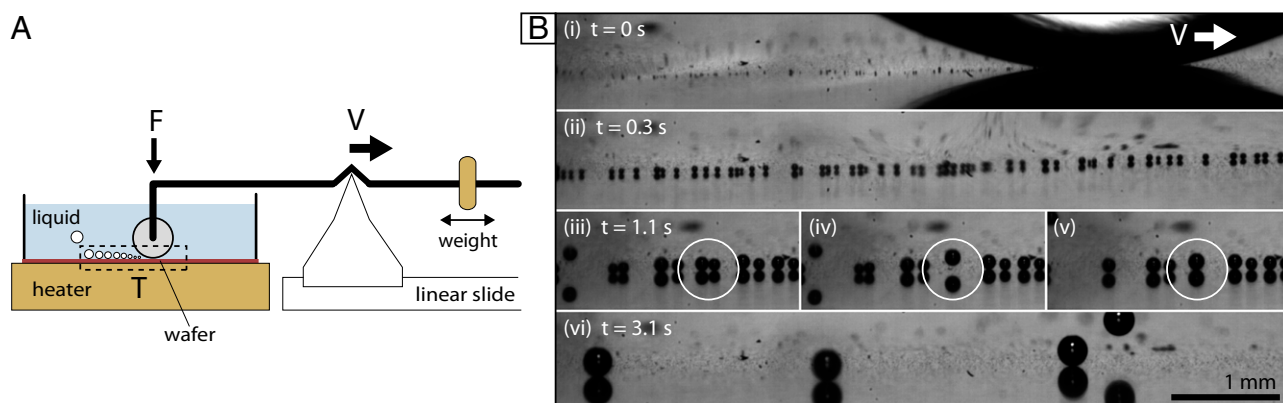 A
F
V
liquid
weight
heater
T
linear slide
wafer
B
(i) t = 0 s
V
(ii) t = 0.3 s
(iii) t = 1.1 s
(iv)
(v)
(vi) t = 3.1 s
1 mm